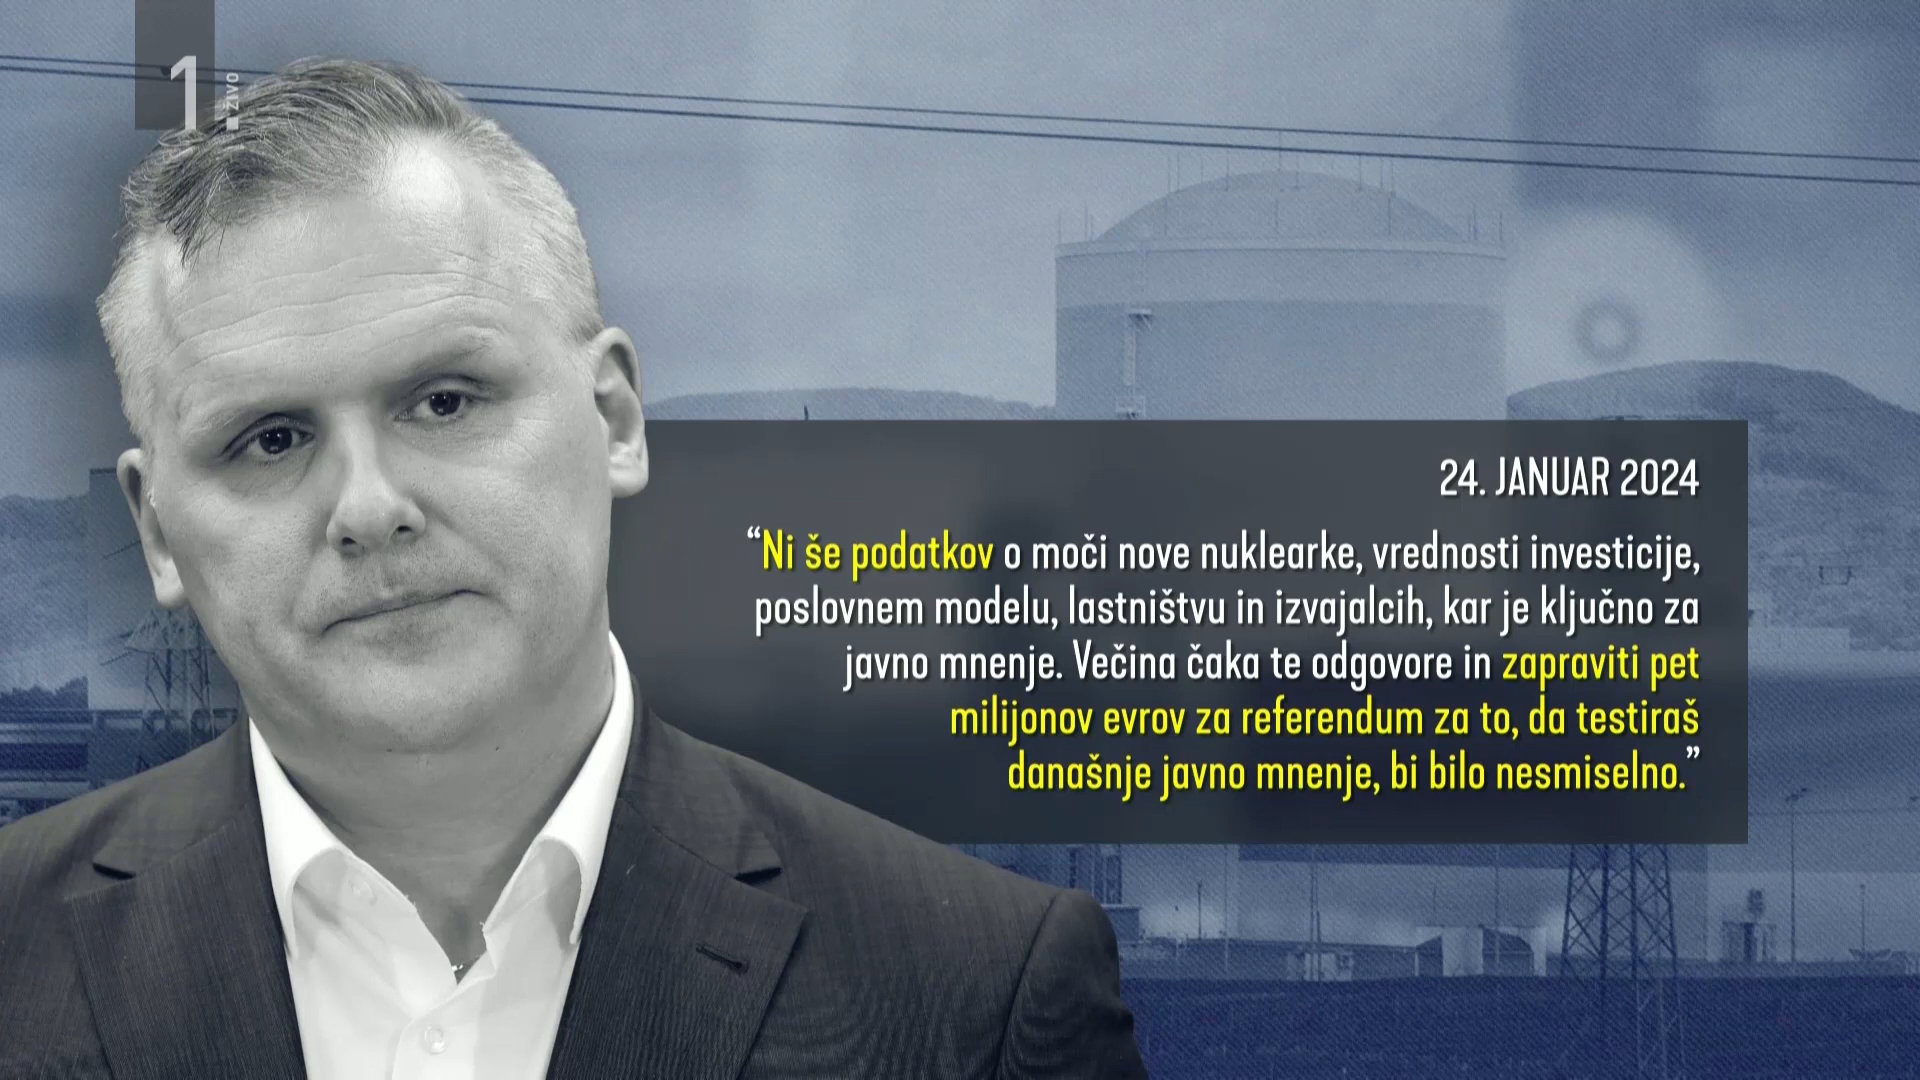 1
živo
24. JANUAR 2024
“Ni še podatkov o moči nove nuklearke, vrednosti investicije,
poslovnem modelu, lastništvu in izvajalcih, kar je ključno za
javno mnenje. Večina čaka te odgovore in zapraviti pet
milijonov evrov za referendum za to, da testiraš
današnje javno mnenje, bi bilo nesmiselno.”